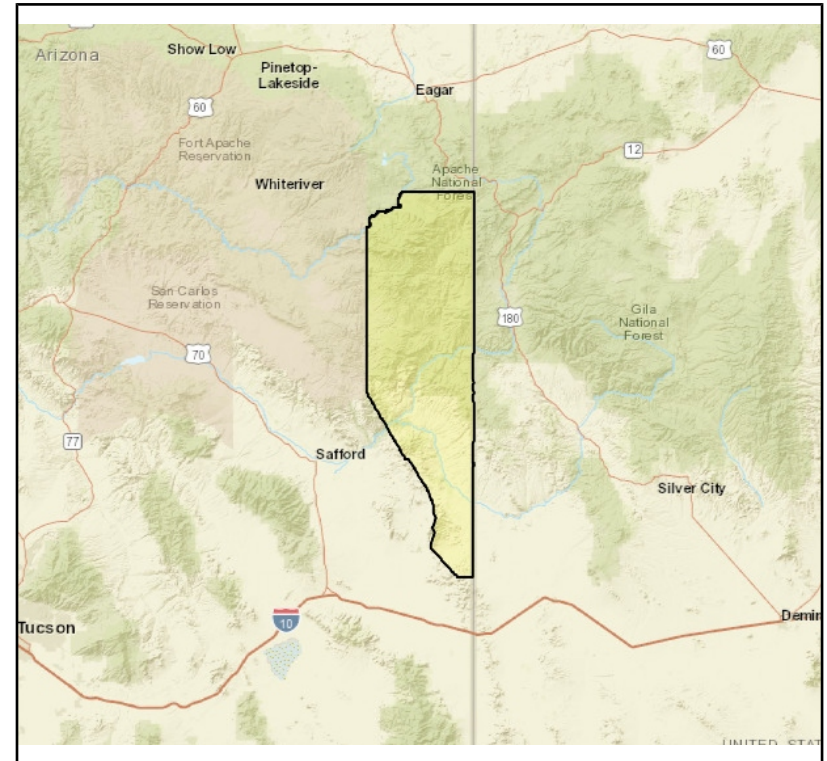 Arizona
Show Low
60
Pinetop-
Lakeside
Eagar
60
Fort Apache
Reservation
12
Apache
National
Forest
Whiteriver
San Carlos
Reservation
Gila
National
Forest
180
70
77
Safford
Silver City
10
Tucson
Demin
UNITED STAT